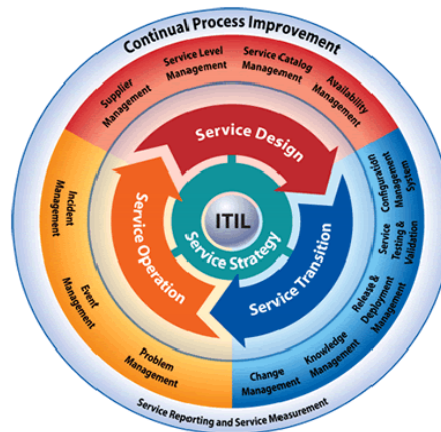 Continual Process Improvement
Supplier
Management
Service Level
Management
Service Catalog
Management
Availability
Management
Configuration
Management
System
Service
Testing &
Validation
Release &
Deployment
Management
Knowledge
Management
Change
Management
Problem
Management
Event
Management
Incident
Management
Service Design
Service Transition
Service Operation
Service Strategy
ITIL
Service Reporting and Service Measurement